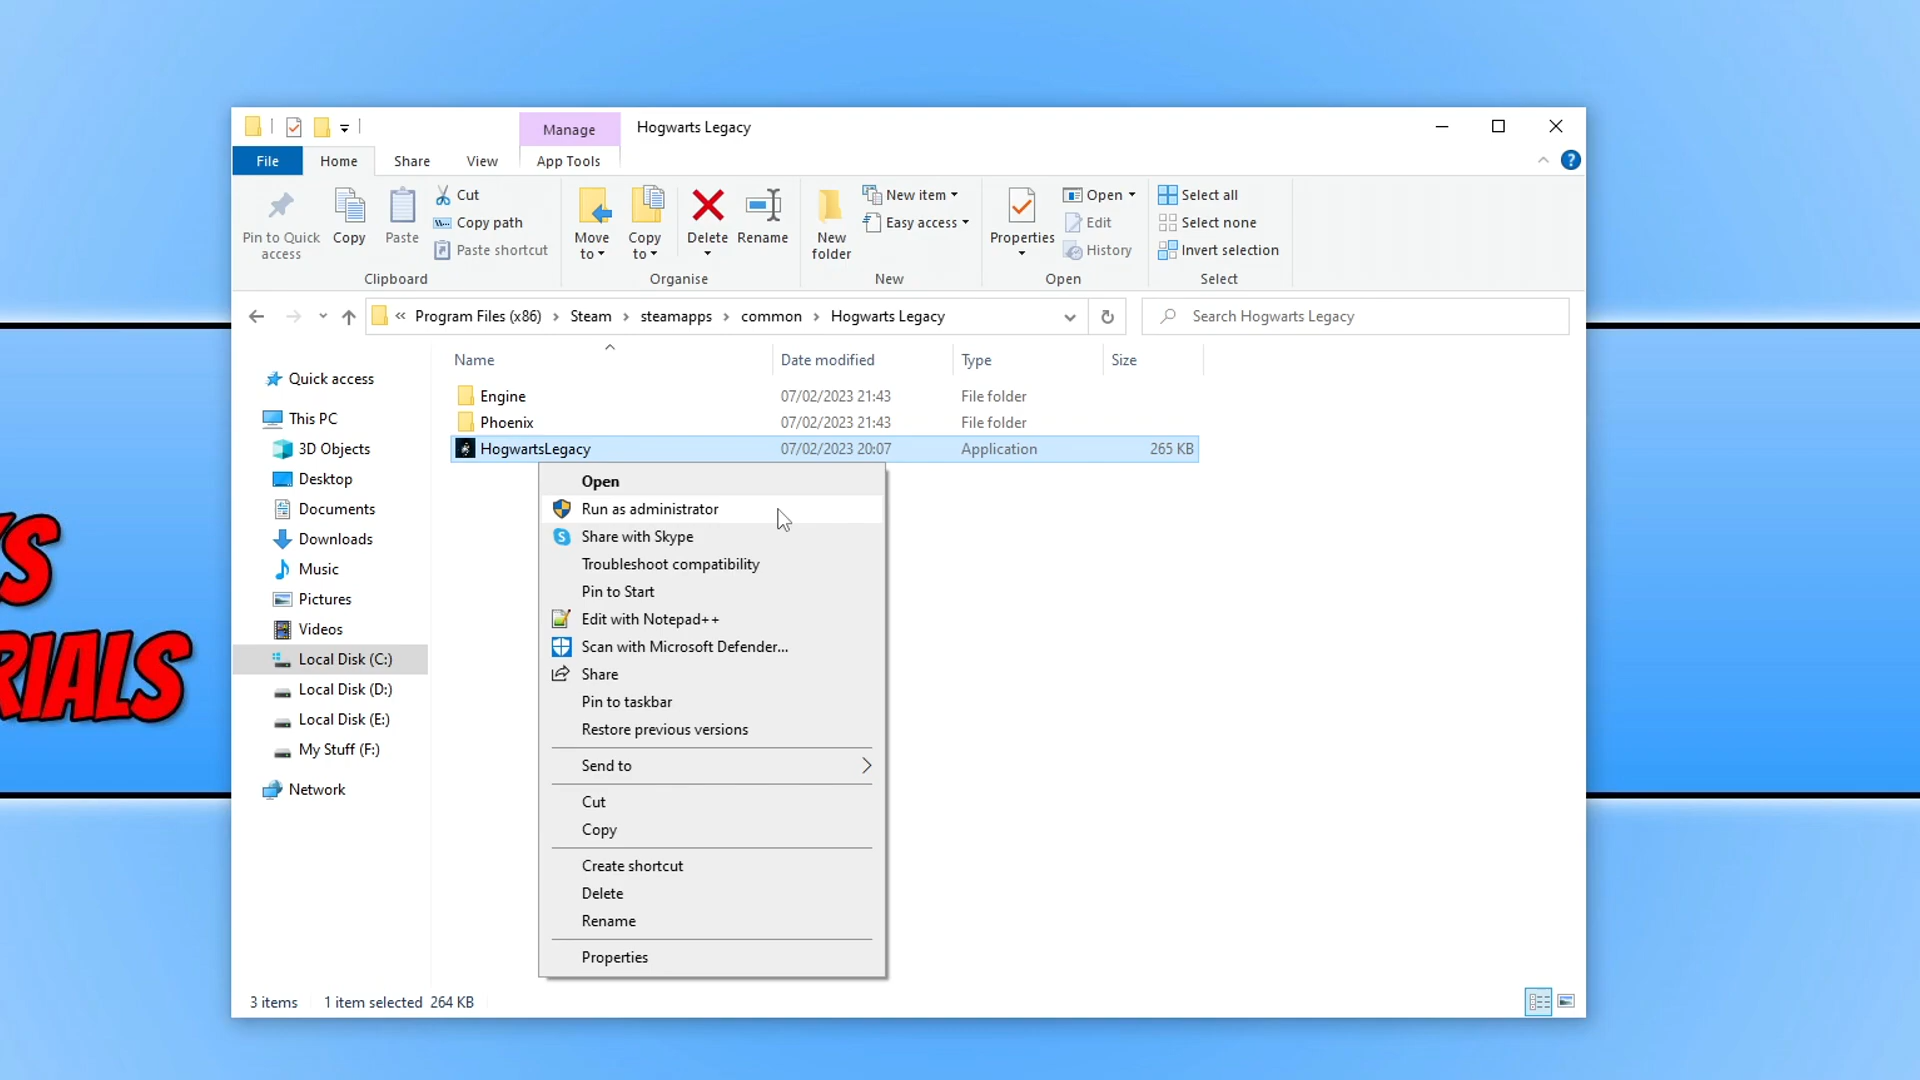 Manage
Hogwarts Legacy
File
Home
Share
View
App Tools
Pin to Quick access
Copy
Paste
Cut
Copy path
Paste shortcut
Clipboard
Move to
Copy to
Delete
Rename
Organise
New folder
New item
Easy access
New
Properties
Open
Edit
History
Open
Select all
Select none
Invert selection
Select
« Program Files (x86) > Steam > steamapps > common > Hogwarts Legacy
Search Hogwarts Legacy
Quick access
This PC
3D Objects
Desktop
Documents
Downloads
Music
Pictures
Videos
Local Disk (C:)
Local Disk (D:)
Local Disk (E:)
My Stuff (F:)
Network
Name Date modified Type Size
Engine 07/02/2023 21:43 File folder
Phoenix 07/02/2023 21:43 File folder
HogwartsLegacy 07/02/2023 20:07 Application 265 KB
Open
Run as administrator
Share with Skype
Troubleshoot compatibility
Pin to Start
Edit with Notepad++
Scan with Microsoft Defender...
Share
Pin to taskbar
Restore previous versions
Send to
Cut
Copy
Create shortcut
Delete
Rename
Properties
3 items 1 item selected 264 KB